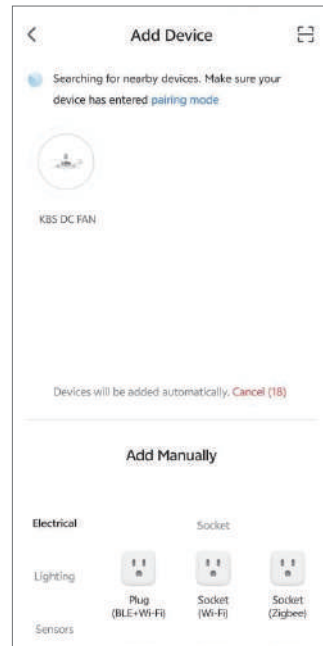 Add Device
Searching for nearby devices. Make sure your
device has entered pairing mode
KBS DC FAN
Devices will be added automatically. Cancel (18)
Add Manually
Electrical
Socket
Lighting
Plug
(BLE+Wi-Fi)
Socket
(Wi-Fi)
Socket
(Zigbee)
Sensors